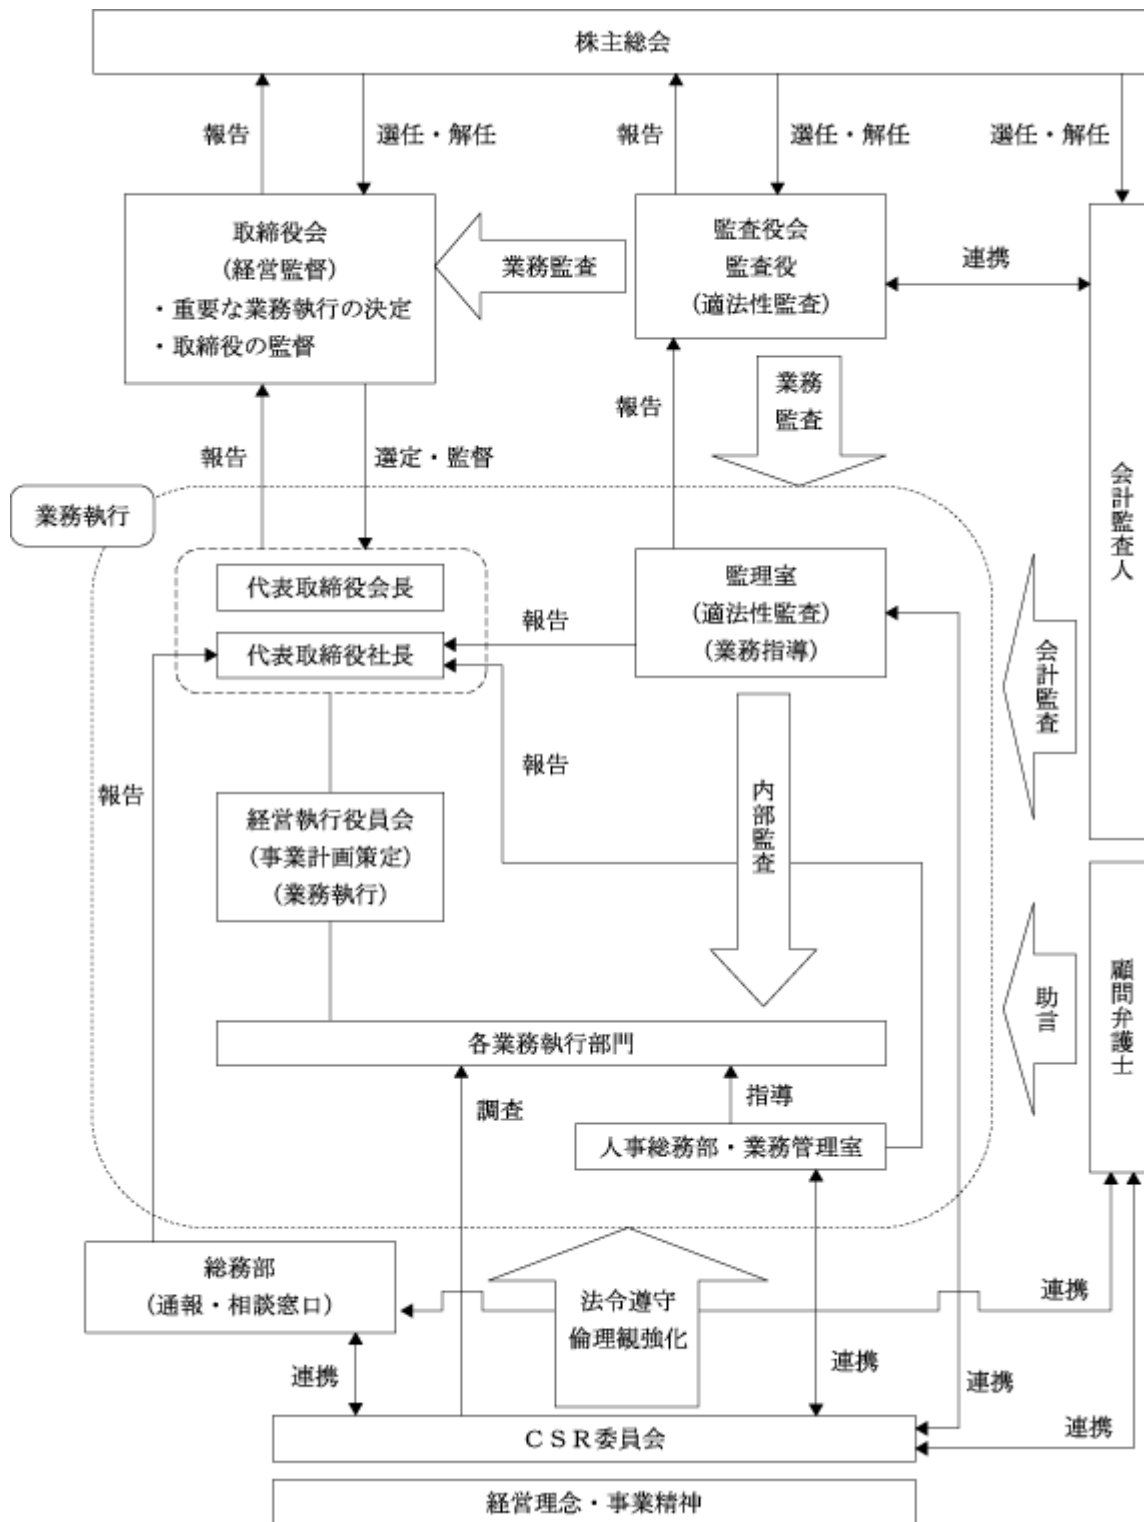 株主総会
報告
選任・解任
報告
選任・解任
選任・解任
取締役会
(経営監督)
・重要な業務執行の決定
・取締役の監督
業務監査
監査役会
監査役
(適法性監査)
連携
会計監査人
報告
選定・監督
報告
業務
監査
業務執行
代表取締役会長
代表取締役社長
報告
監理室
(適法性監査)
(業務指導)
会計監査
報告
報告
経営執行役員会
(事業計画策定)
(業務執行)
内部監査
顧問弁護士
助言
各業務執行部門
調査
指導
人事総務部・業務管理室
総務部
(通報・相談窓口)
法令遵守
倫理観強化
連携
連携
連携
連携
連携
CSR委員会
経営理念・事業精神